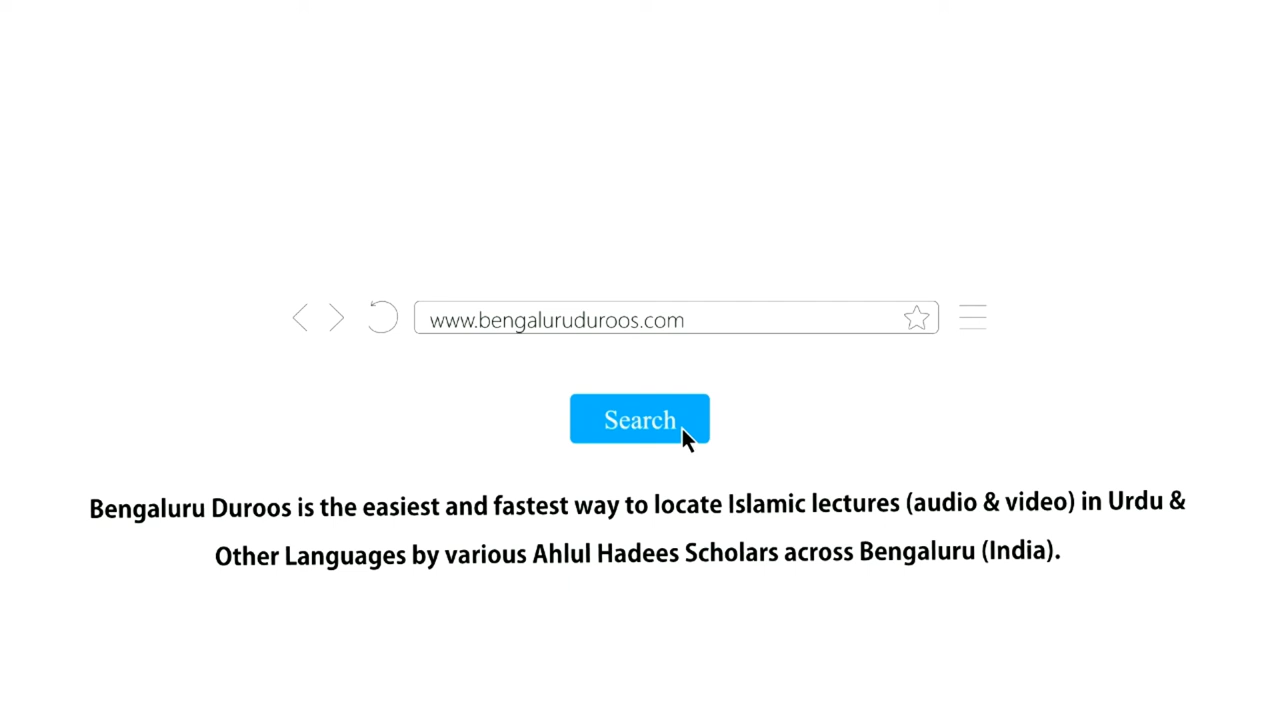 www.bengaluruduroos.com
Search
Bengaluru Duroos is the easiest and fastest way to locate Islamic lectures (audio & video) in Urdu &
Other Languages by various Ahlul Hadees Scholars across Bengaluru (India).